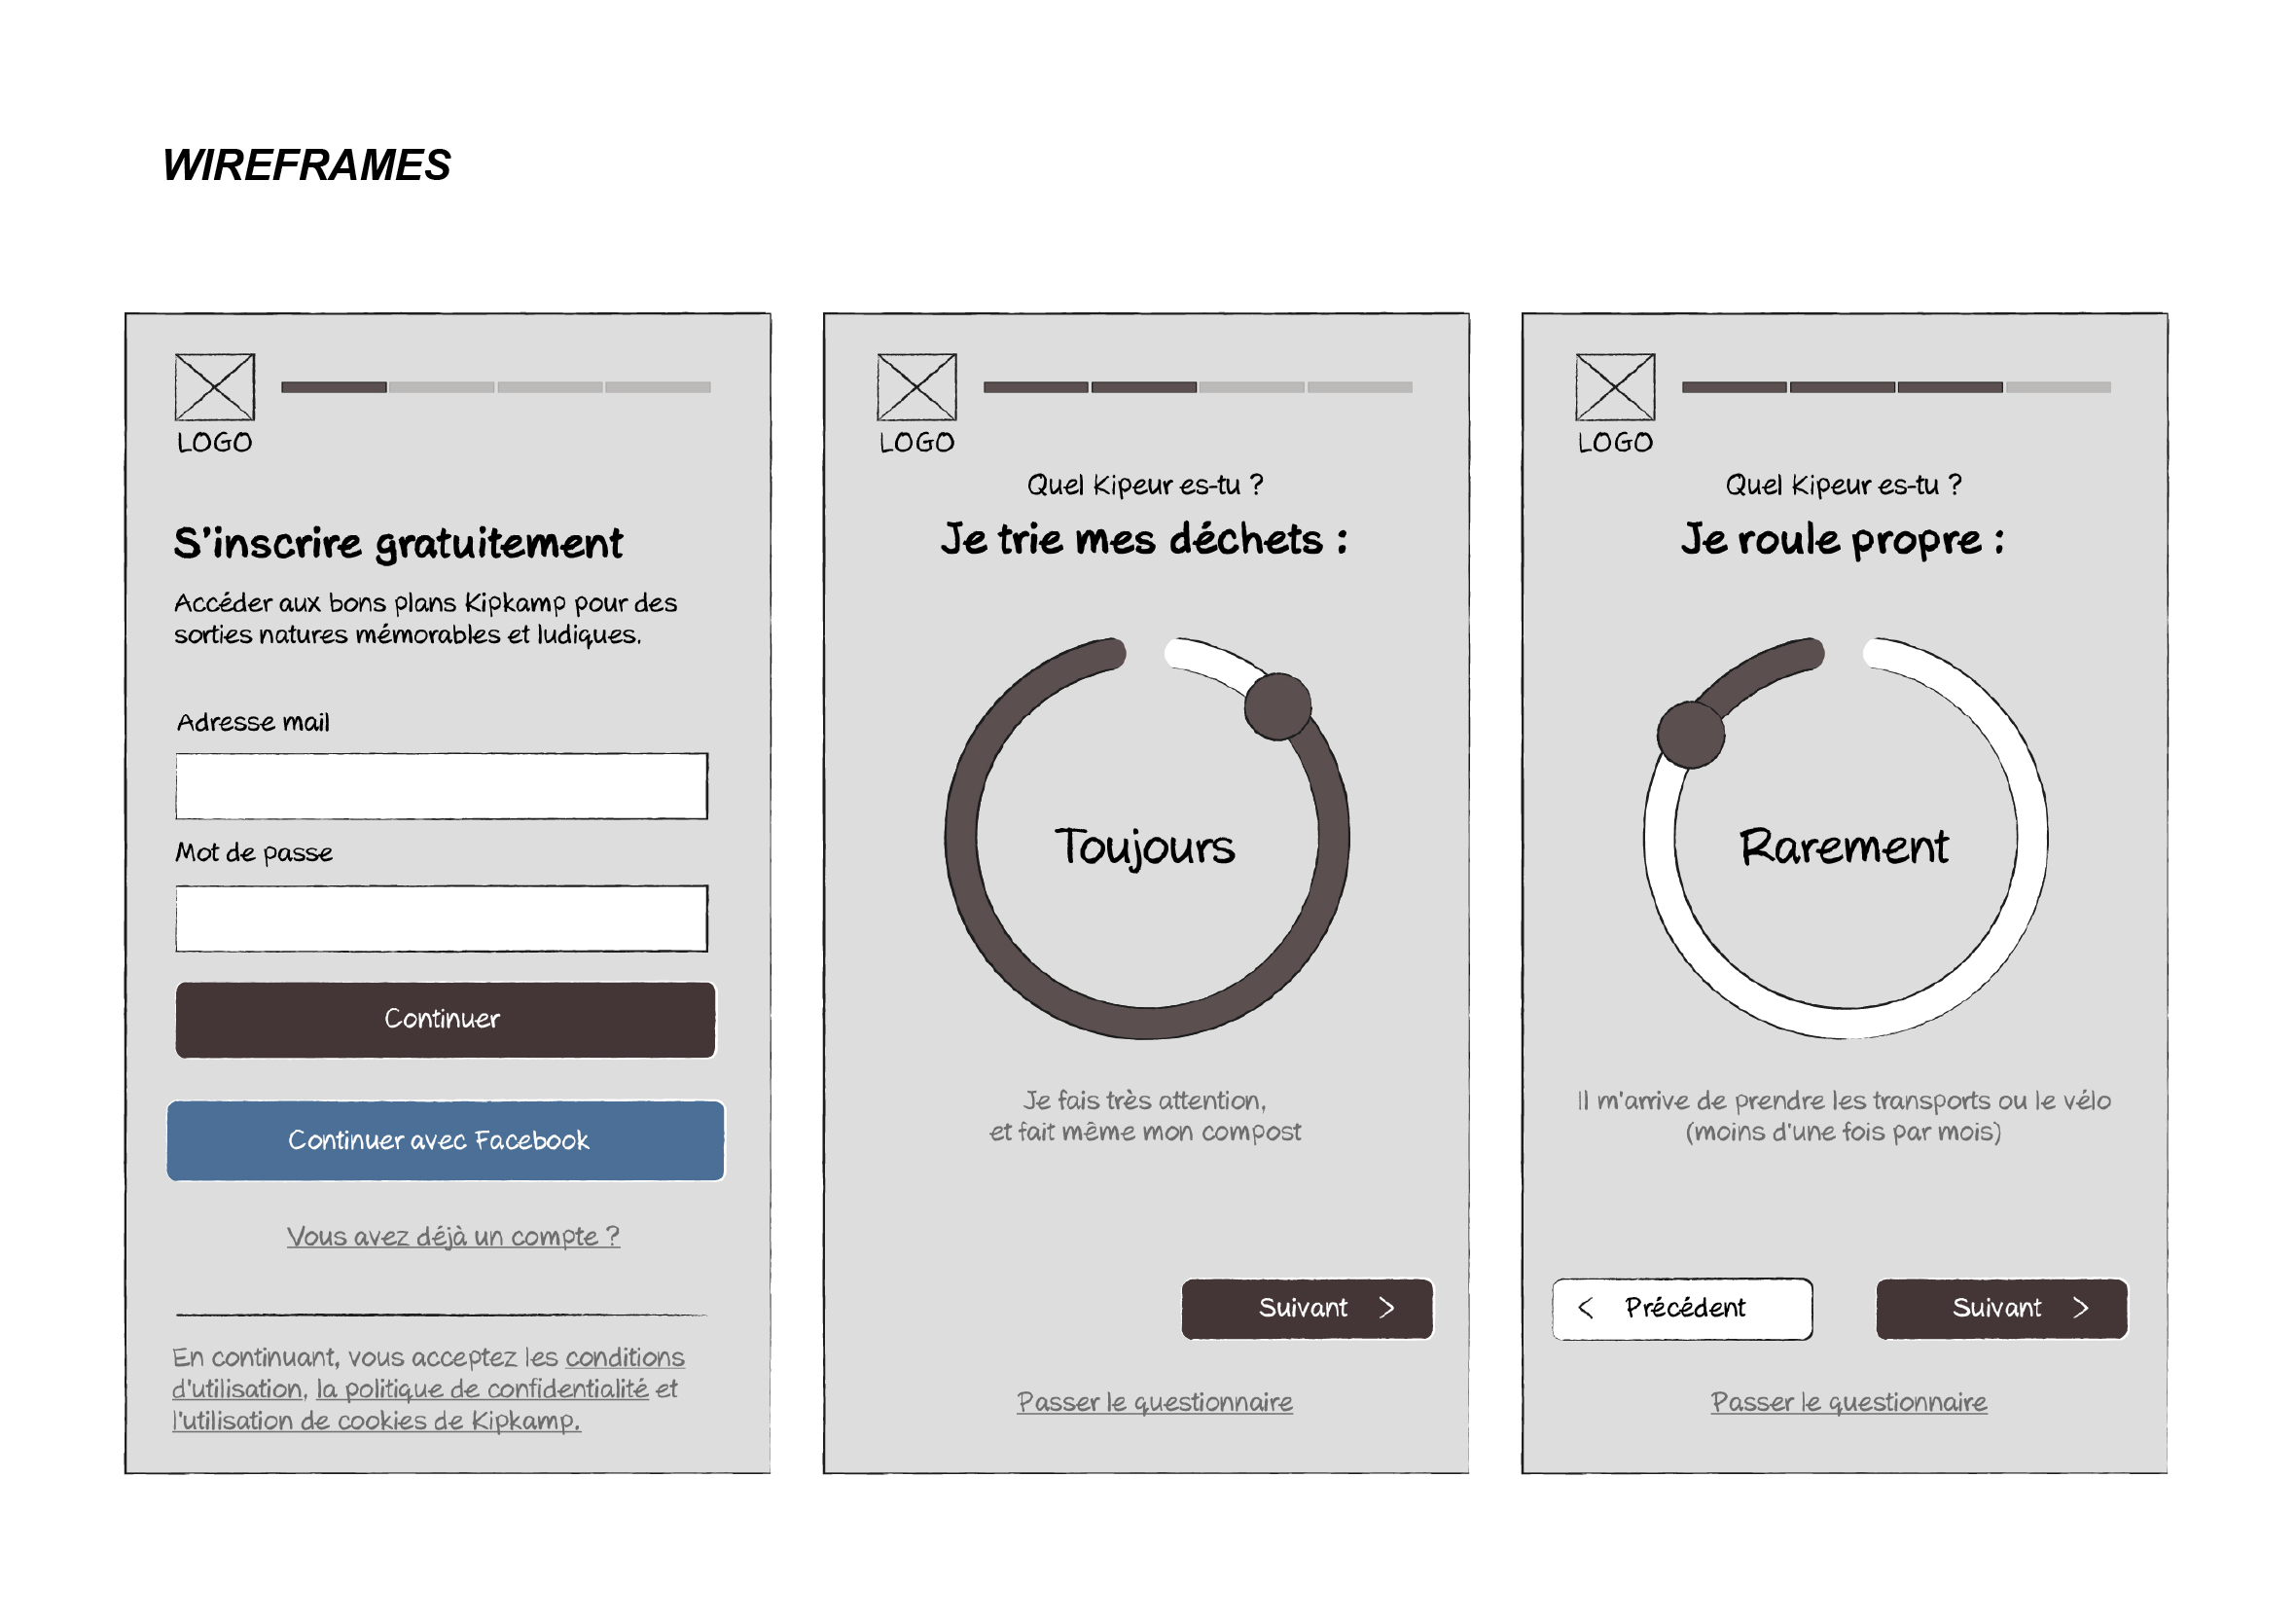 WIREFRAMES
LOGO
S'inscrire gratuitement
Accéder aux bons plans Kipkamp pour des
sorties natures mémorables et ludiques.
Adresse mail
Mot de passe
Continuer
Continuer avec Facebook
Vous avez déjà un compte ?
En continuant, vous acceptez les conditions
d'utilisation, la politique de confidentialité et
l'utilisation de cookies de Kipkamp.
LOGO
Quel Kipeur es-tu ?
Je trie mes déchets :
Toujours
Je fais très attention,
et fait même mon compost
Suivant >
Passer le questionnaire
LOGO
Quel Kipeur es-tu ?
Je roule propre :
Rarement
Il m'arrive de prendre les transports ou le vélo
(moins d'une fois par mois)
< Précédent
Suivant >
Passer le questionnaire